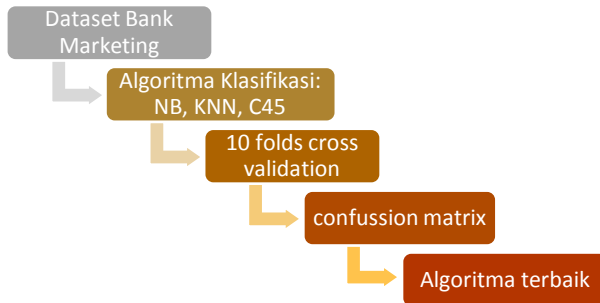 Dataset Bank
Marketing
Algoritma Klasifikasi:
NB, KNN, C45
10 folds cross
validation
confussion matrix
Algoritma terbaik